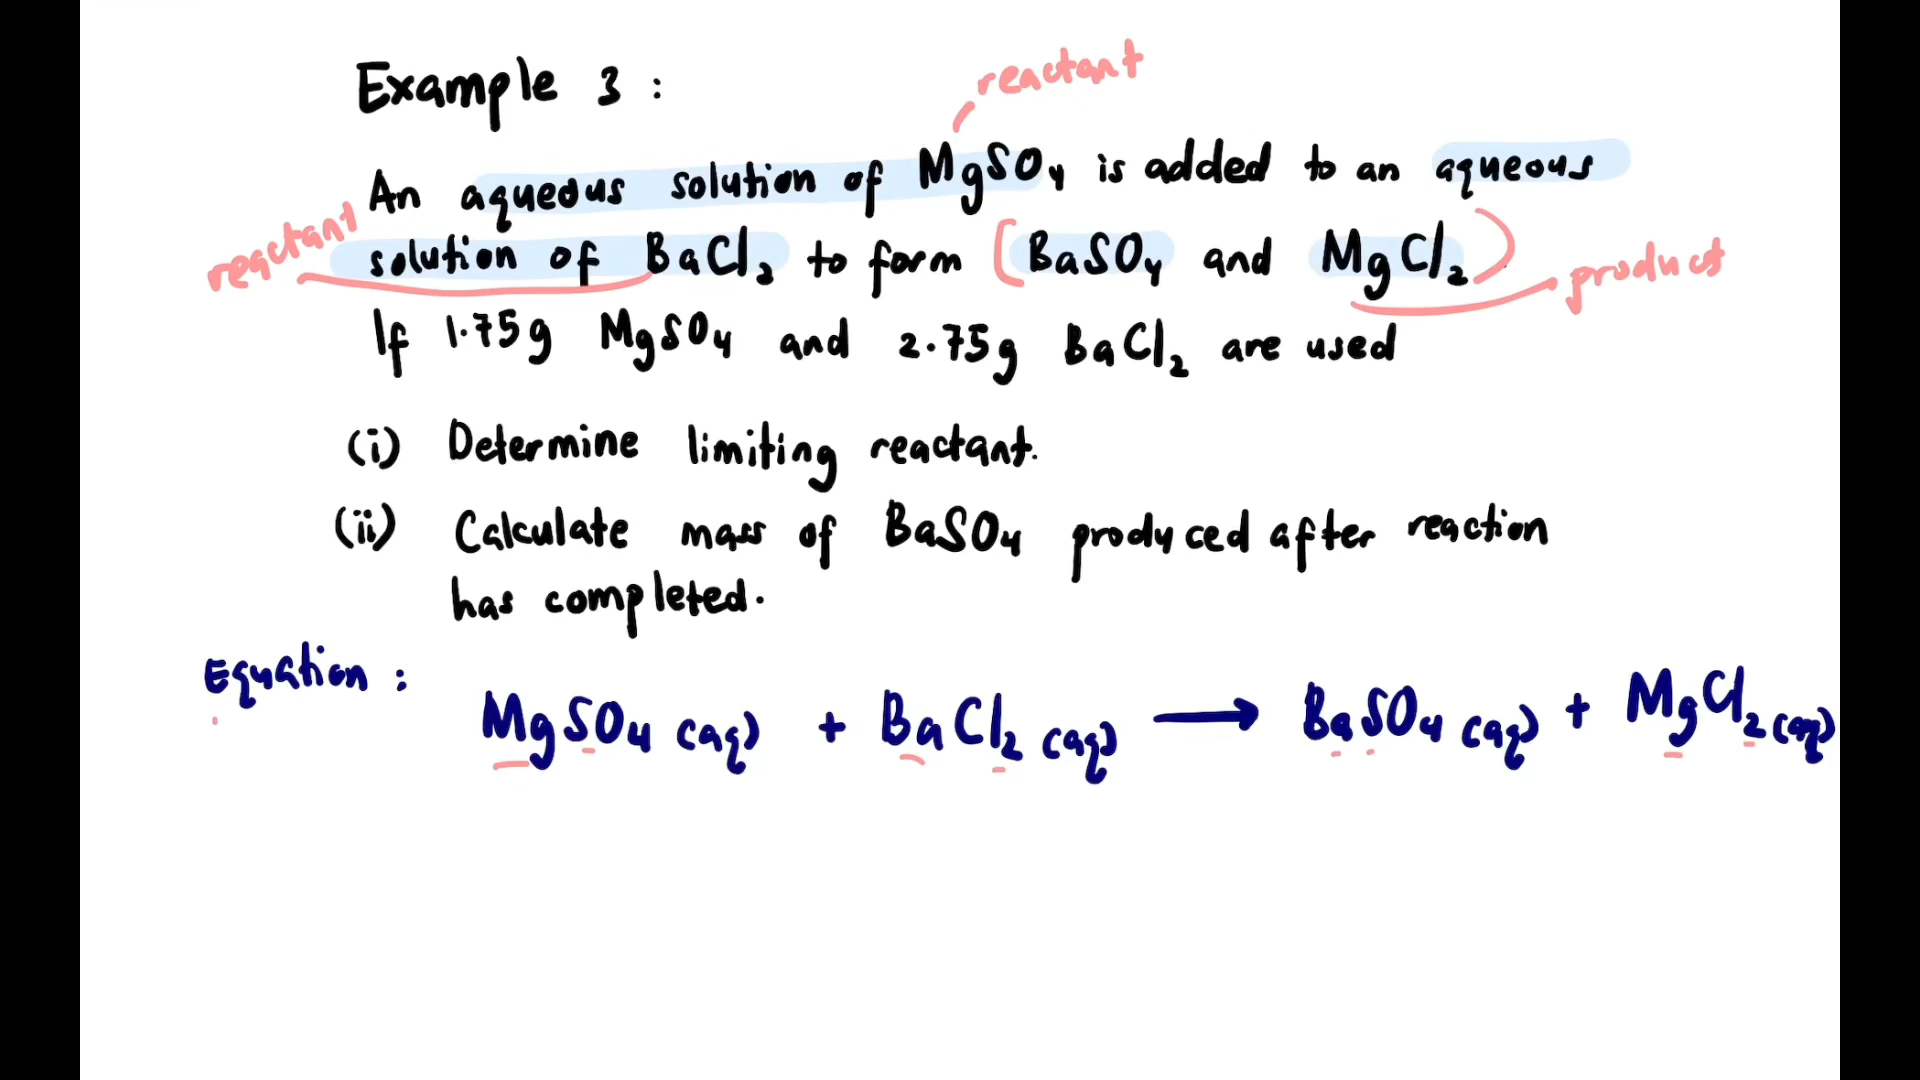 Example 3 :
reactant
An aqueous solution of MgSO4 is added to an aqueous
reactant
solution of BaCl2 to form (BaSO4 and MgCl2)
product
If 1.75g MgSO4 and 2.75g BaCl2 are used
(i) Determine limiting reactant.
(ii) Calculate mass of BaSO4 produced after reaction
has completed.
Equation :
MgSO4 (aq) + BaCl2 (aq) → BaSO4 (aq) + MgCl2 (aq)